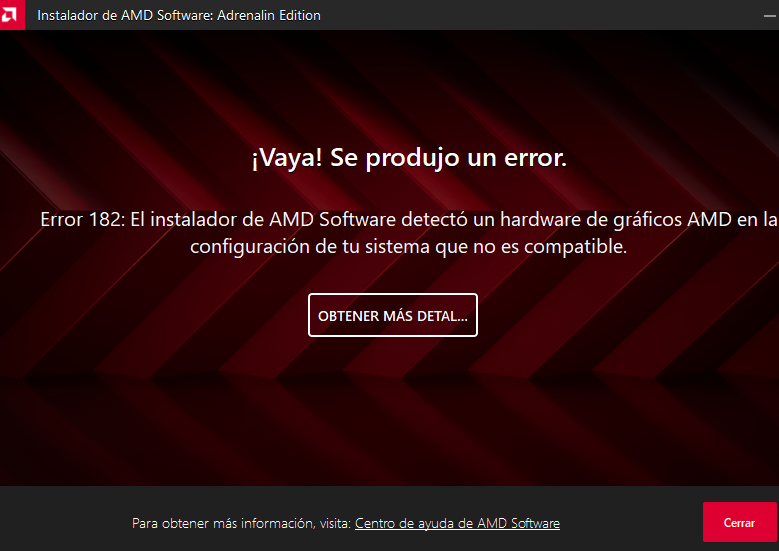 Instalador de AMD Software: Adrenalin Edition
¡Vaya! Se produjo un error.
Error 182: El instalador de AMD Software detectó un hardware de gráficos AMD en la
configuración de tu sistema que no es compatible.
OBTENER MÁS DETAL...
Para obtener más información, visita: Centro de ayuda de AMD Software
Cerrar